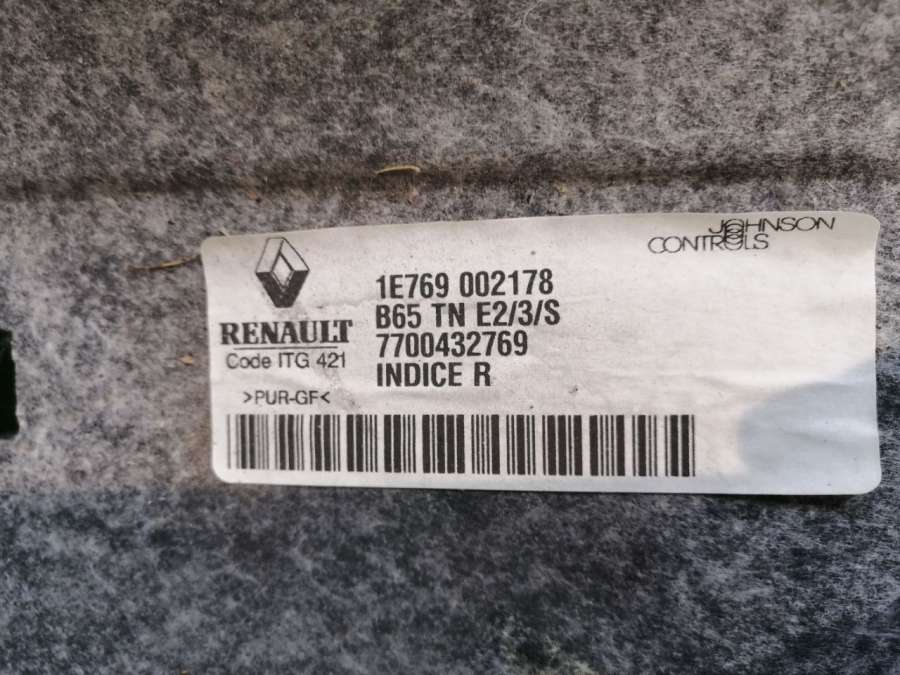 JOHNSON
CONTROLS
1E769 002178
B65 TN E2/3/S
7700432769
INDICE R
RENAULT
Code ITG 421
>PUR-GF<